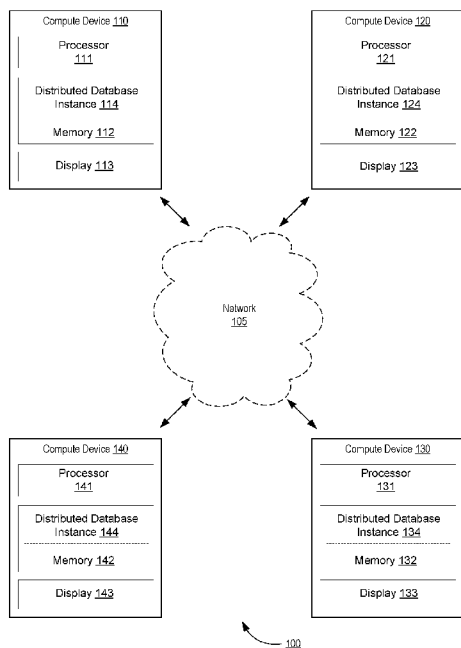 Compute Device 110
Processor
111
Distributed Database
Instance 114
Memory 112
Display 113
Compute Device 120
Processor
121
Distributed Database
Instance 124
Memory 122
Display 123
Network
105
Compute Device 140
Processor
141
Distributed Database
Instance 144
Memory 142
Display 143
Compute Device 130
Processor
131
Distributed Database
Instance 134
Memory 132
Display 133
100